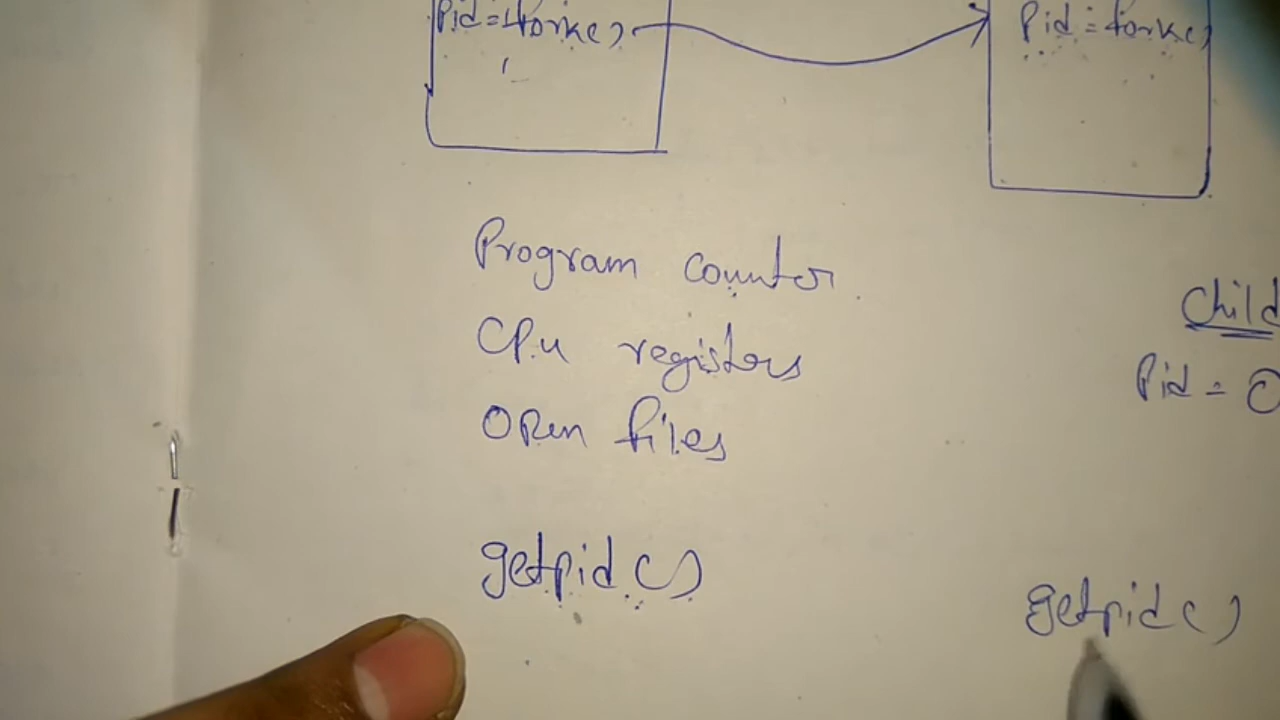 Pid = fork()
Pid = fork()
Program counter
CPU registers
Open files
Child
Pid = 0
getpid()
getpid()